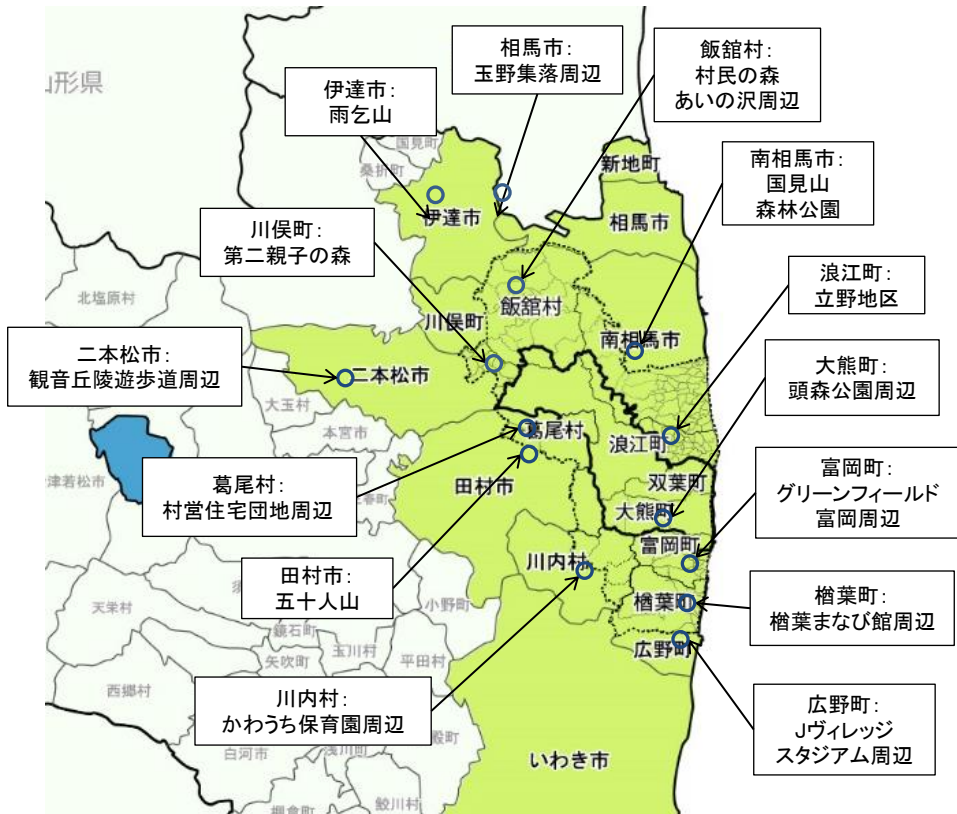 相馬市：
玉野集落周辺
飯舘村：
村民の森
あいの沢周辺
伊達市：
雨乞山
山形県
国見町
桑折町
新地町
南相馬市：
国見山
森林公園
伊達市
相馬市
川俣町：
第二親子の森
北塩原村
飯舘村
浪江町：
立野地区
川俣町
南相馬市
二本松市：
観音丘陵遊歩道周辺
二本松市
大熊町：
頭森公園周辺
大玉村
本宮市
葛尾村
浪江町
津若松市
葛尾村：
村営住宅団地周辺
春町
田村市
双葉町
富岡町：
グリーンフィールド
富岡周辺
大熊町
富岡町
川内村
田村市：
五十人山
天栄村
須
小野町
楢葉町
楢葉町：
楢葉まなび館周辺
鏡石町
矢吹町
玉川村
平田村
広野町
西郷村
川内村：
かわうち保育園周辺
広野町：
Jヴィレッジ
スタジアム周辺
殿町
白河市
浅川町
いわき市
棚倉町
鮫川村